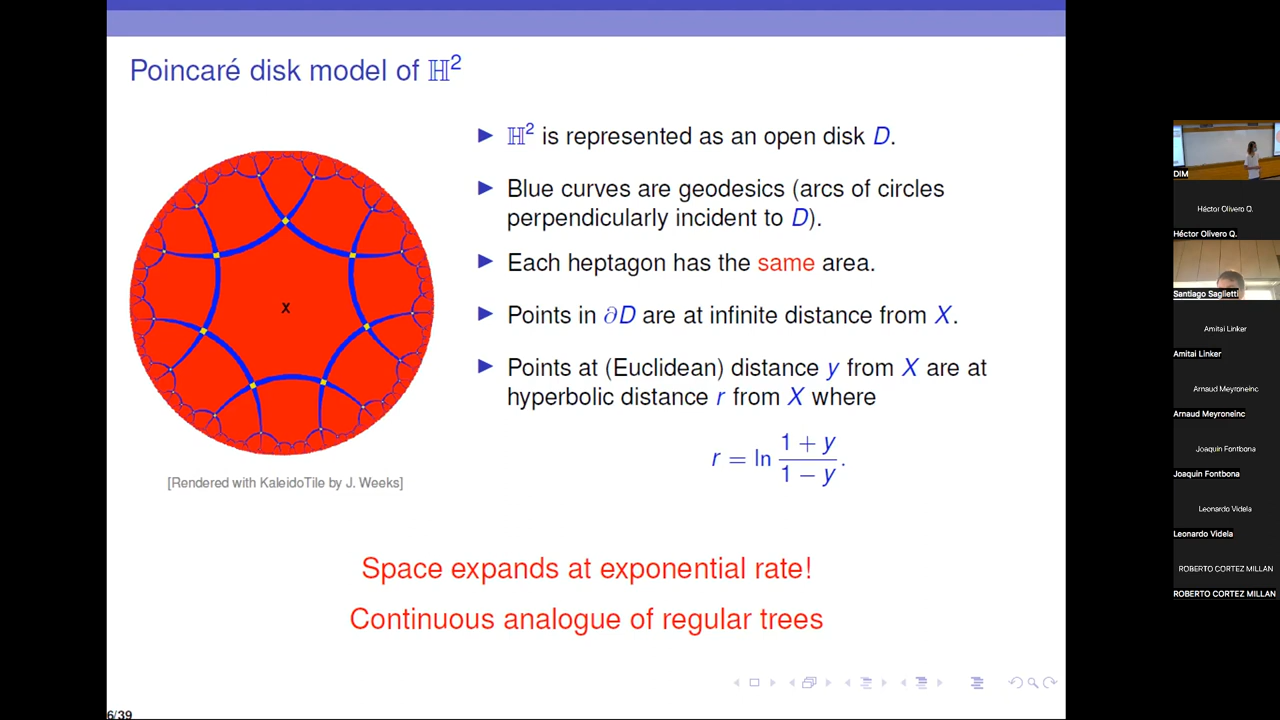 Poincaré disk model of ℍ²
▶ ℍ² is represented as an open disk D.
▶ Blue curves are geodesics (arcs of circles
perpendicularly incident to D).
▶ Each heptagon has the same area.
▶ Points in ∂D are at infinite distance from X.
▶ Points at (Euclidean) distance y from X are at
hyperbolic distance r from X where
r = ln (1 + y)/(1 − y).
X
[Rendered with KaleidoTile by J. Weeks]
Space expands at exponential rate!
Continuous analogue of regular trees
6/39
DIM
Héctor Olivero Q.
Héctor Olivero Q.
Santiago Saglietti
Amitai Linker
Amitai Linker
Arnaud Meyroneinc
Arnaud Meyroneinc
Joaquin Fontbona
Joaquin Fontbona
Leonardo Videla
Leonardo Videla
ROBERTO CORTEZ MILLAN
ROBERTO CORTEZ MILLAN